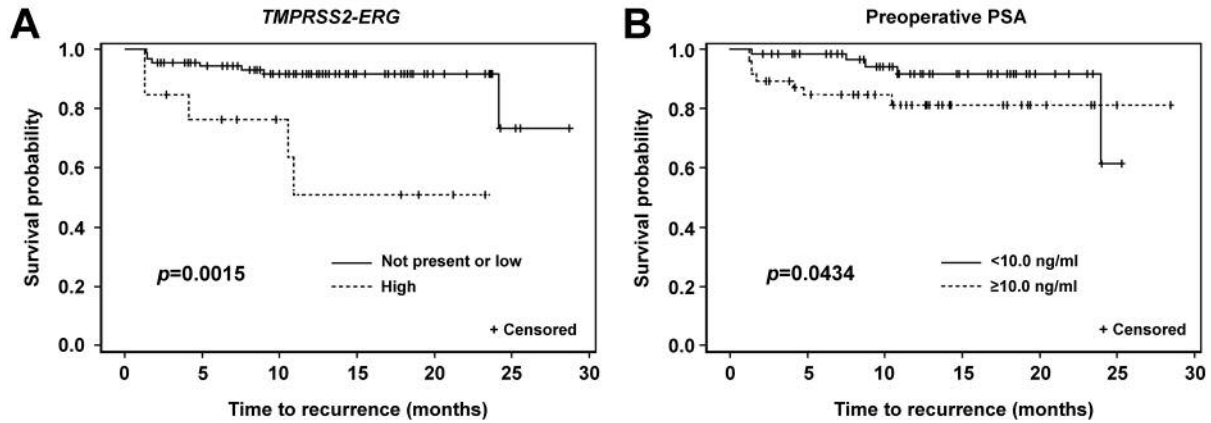 A
TMPRSS2-ERG
1.0
0.8
0.6
0.4
0.2
0.0
Survival probability
p=0.0015
Not present or low
High
+ Censored
0 5 10 15 20 25 30
Time to recurrence (months)
B
Preoperative PSA
1.0
0.8
0.6
0.4
0.2
0.0
Survival probability
p=0.0434
<10.0 ng/ml
≥10.0 ng/ml
+ Censored
0 5 10 15 20 25 30
Time to recurrence (months)